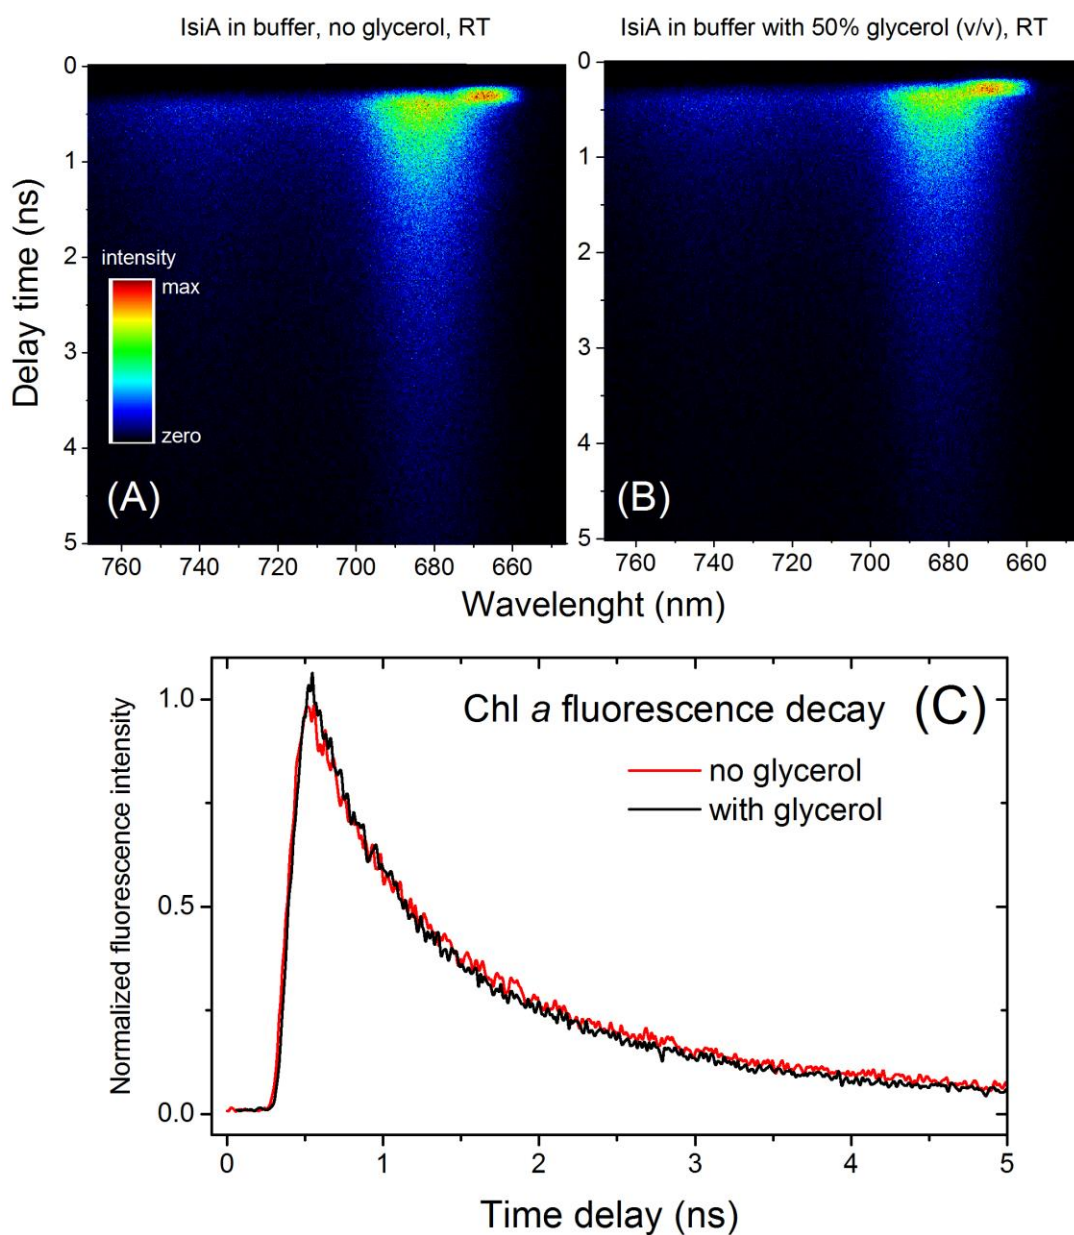 IsiA in buffer, no glycerol, RT
IsiA in buffer with 50% glycerol (v/v), RT
0
1
2
3
4
5
Delay time (ns)
intensity
max
zero
(A)
760
740
720
700
680
660
0
1
2
3
4
5
(B)
760
740
720
700
680
660
Wavelenght (nm)
Normalized fluorescence intensity
1.0
0.5
0.0
Chl a fluorescence decay
(C)
no glycerol
with glycerol
0
1
2
3
4
5
Time delay (ns)